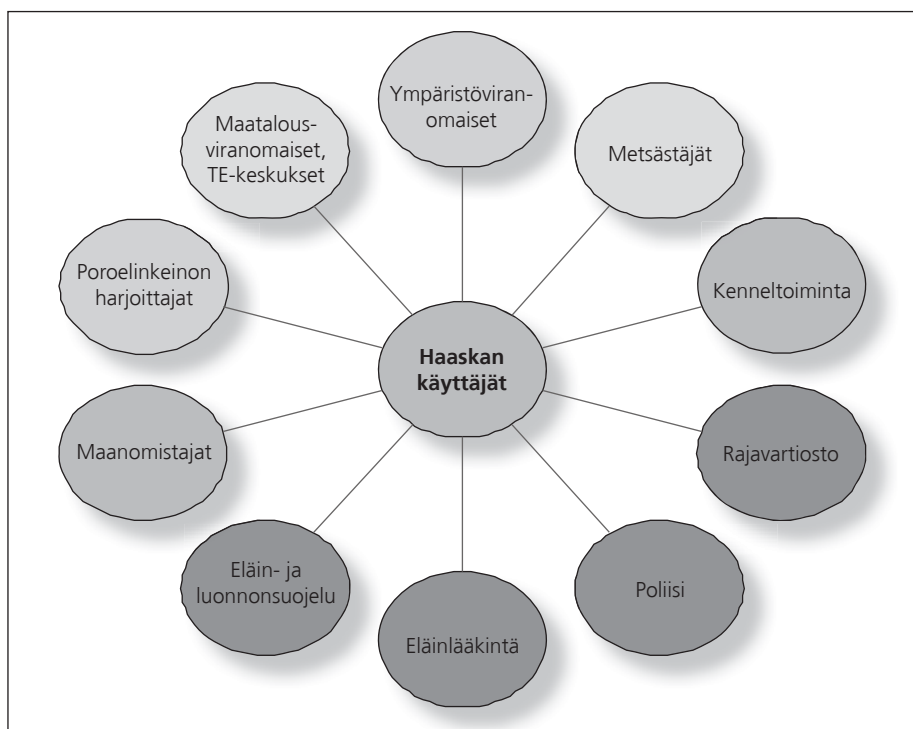 Ympäristöviran-
omaiset
Metsästäjät
Kenneltoiminta
Rajavartiosto
Poliisi
Eläinlääkintä
Eläin- ja
luonnonsuojelu
Maanomistajat
Poroelinkeinon
harjoittajat
Maatalous-
viranomaiset,
TE-keskukset
Haaskan
käyttäjät